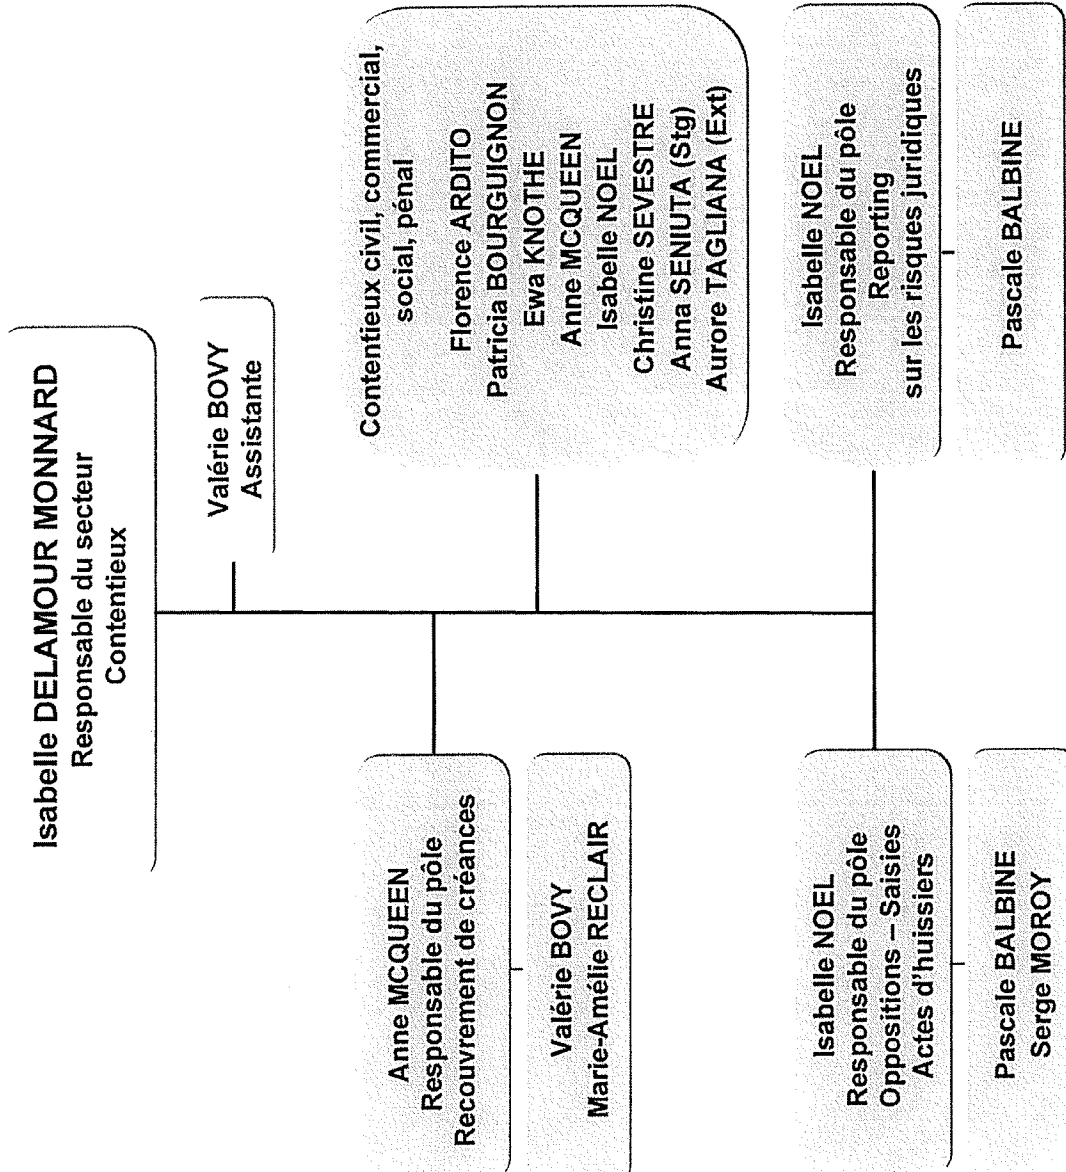 Isabelle DELAMOUR MONNARD
Responsable du secteur
Contentieux
Valérie BOVY
Assistante
Anne MCQUEEN
Responsable du pôle
Recouvrement de créances
Valérie BOVY
Marie-Amélie RECLAIR
Contentieux civil, commercial,
social, pénal
Florence ARDITO
Patricia BOURGUIGNON
Ewa KNOTHE
Anne MCQUEEN
Isabelle NOEL
Christine SEVESTRE
Anna SENIUTA (Stg)
Aurore TAGLIANA (Ext)
Isabelle NOEL
Responsable du pôle
Oppositions – Saisies
Actes d'huissiers
Pascale BALBINE
Serge MOROY
Isabelle NOEL
Responsable du pôle
Reporting
sur les risques juridiques
Pascale BALBINE